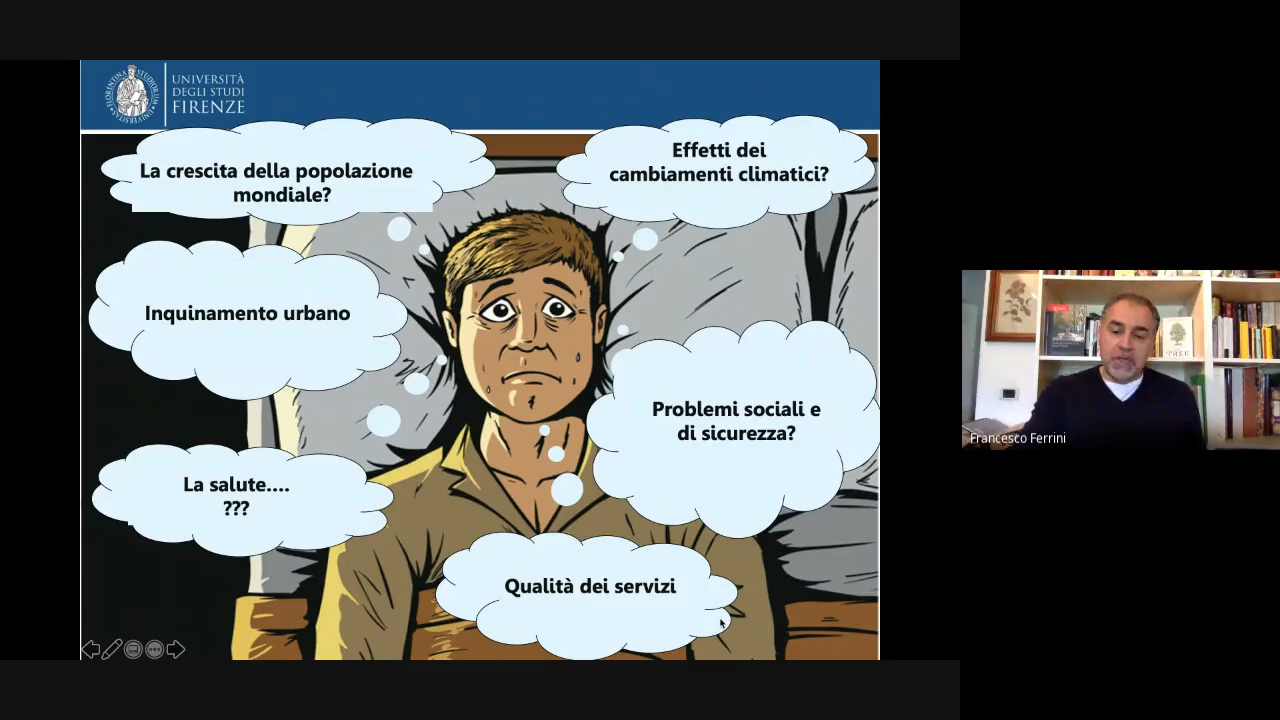 UNIVERSITÀ
DEGLI STUDI
FIRENZE
La crescita della popolazione
mondiale?
Effetti dei
cambiamenti climatici?
Inquinamento urbano
Problemi sociali e
di sicurezza?
La salute....
???
Qualità dei servizi
TREE
Francesco Ferrini